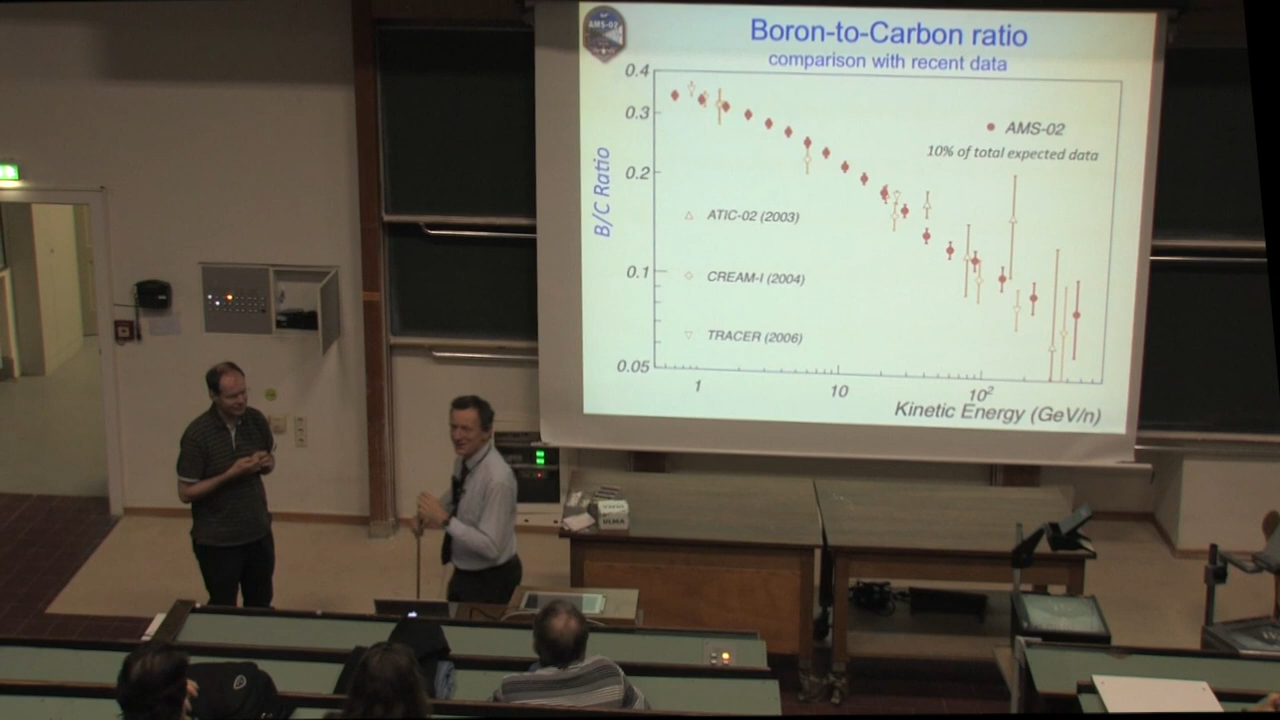 AMS-02
Boron-to-Carbon ratio
comparison with recent data
0.4
0.3
0.2
0.1
0.05
B/C Ratio
AMS-02
10% of total expected data
ATIC-02 (2003)
CREAM-I (2004)
TRACER (2006)
1
10
10²
Kinetic Energy (GeV/n)
ULMA